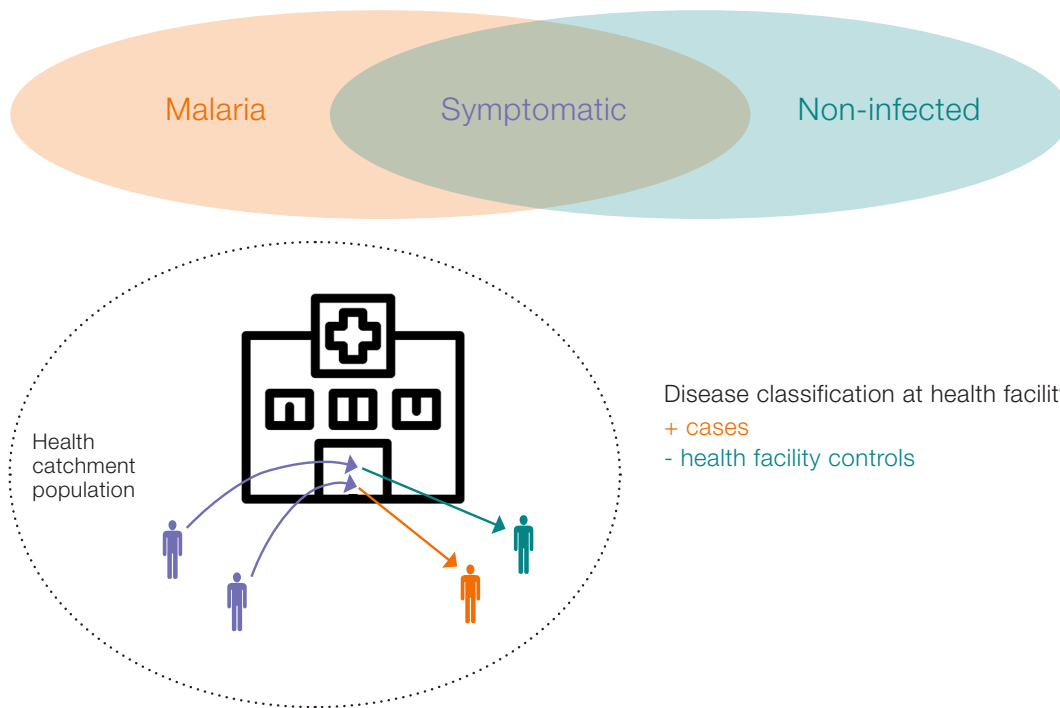 Malaria Symptomatic Non-infected
Health
catchment
population
Disease classification at health facilit
+ cases
- health facility controls